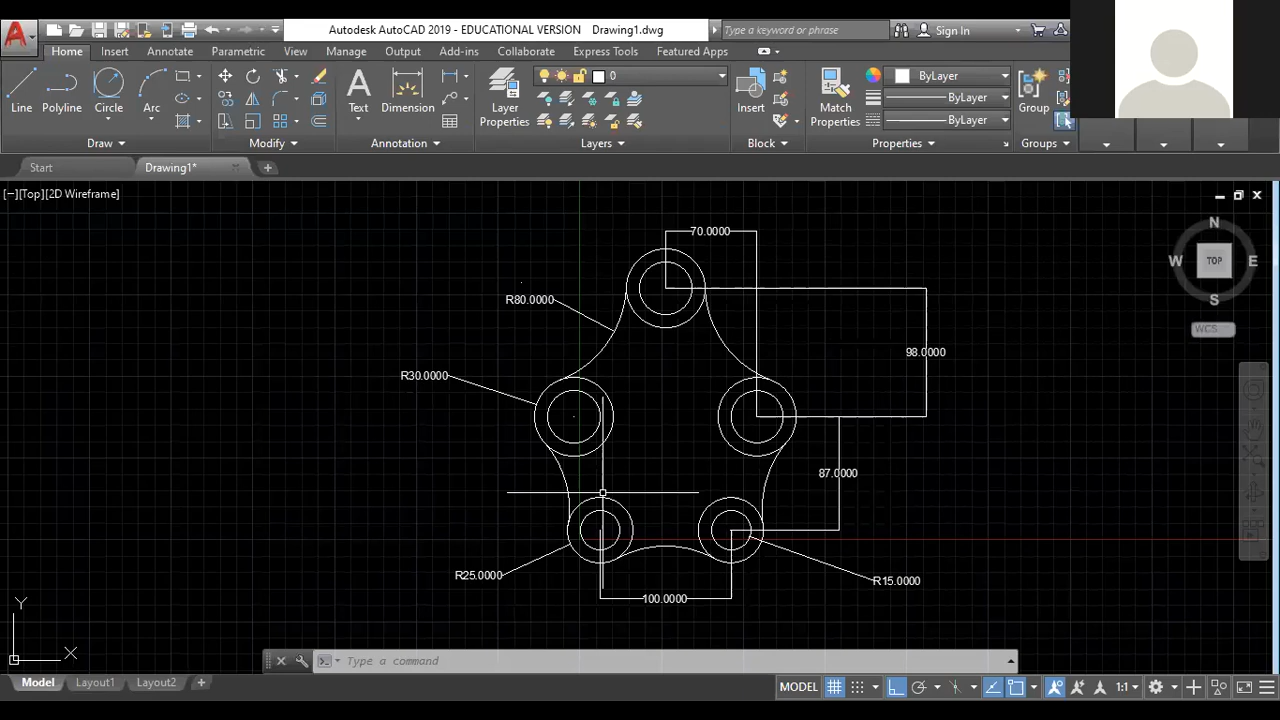 Autodesk AutoCAD 2019 - EDUCATIONAL VERSION Drawing1.dwg
Type a keyword or phrase
Sign In
Home Insert Annotate Parametric View Manage Output Add-ins Collaborate Express Tools Featured Apps
0
ByLayer
Line Polyline Circle Arc Text Dimension Layer Properties Insert Match Properties Group
ByLayer
ByLayer
Draw Modify Annotation Layers Block Properties Groups
Start Drawing1*
[−][Top][2D Wireframe]
N
W TOP E
S
WCS
70.0000
R80.0000
98.0000
R30.0000
87.0000
R25.0000
R15.0000
100.0000
Y
X
Type a command
Model Layout1 Layout2
MODEL 1:1